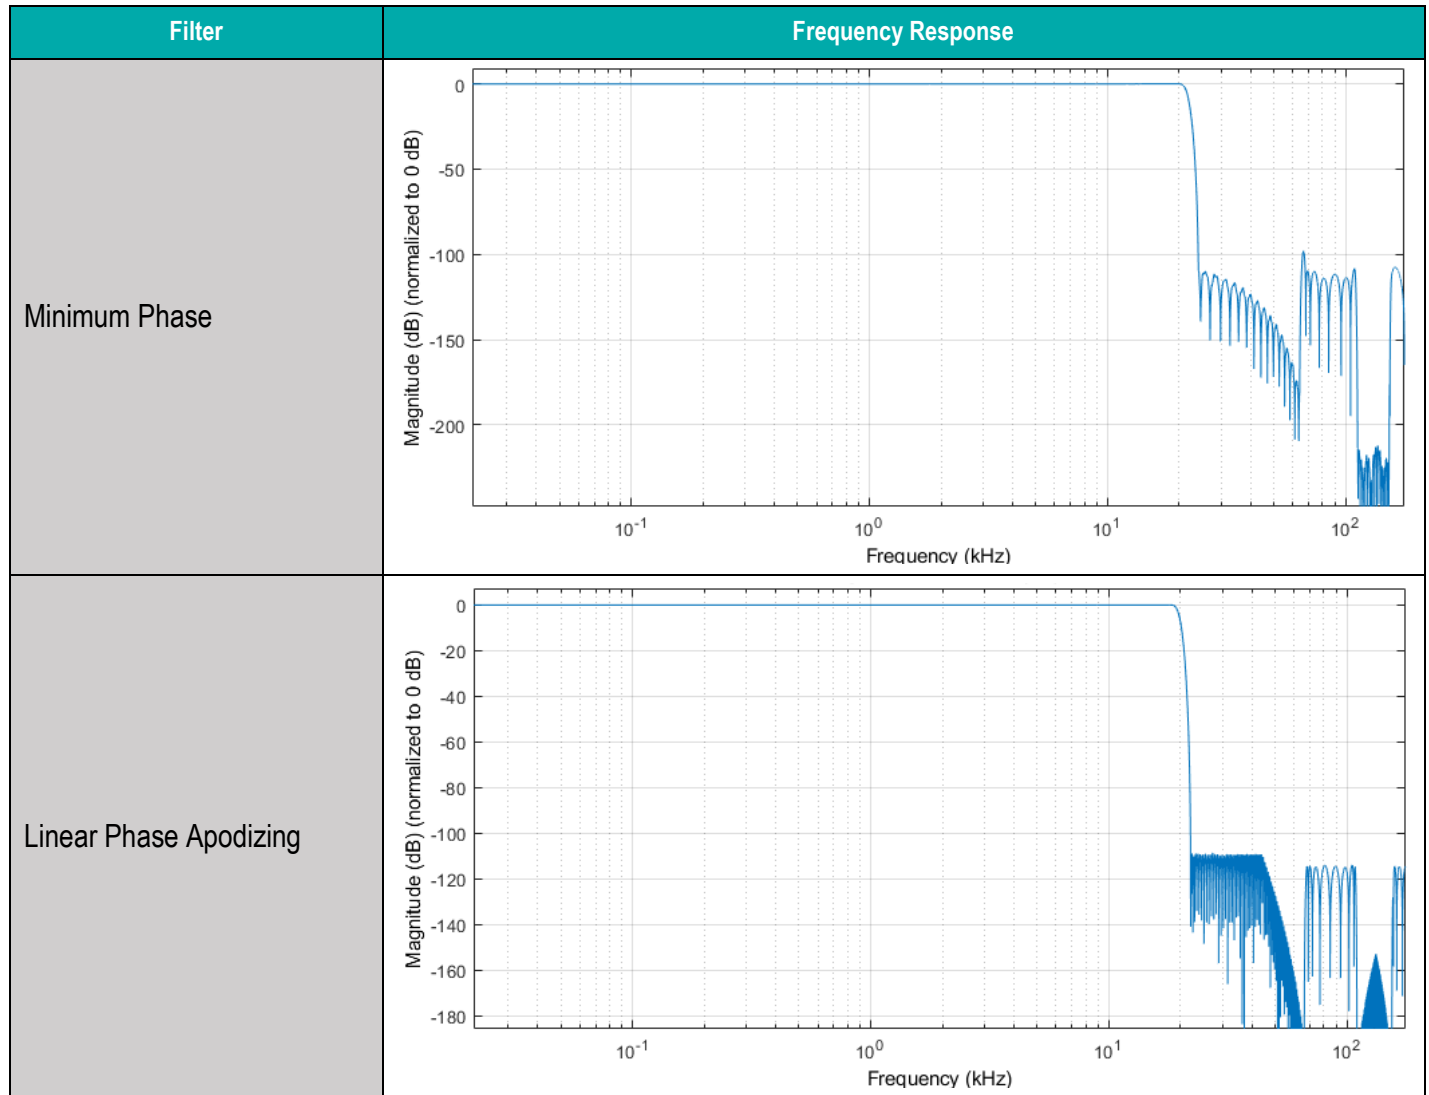 Filter
Frequency Response
Minimum Phase
Magnitude (dB) (normalized to 0 dB)
0
-50
-100
-150
-200
10-1
100
101
102
Frequency (kHz)
Linear Phase Apodizing
Magnitude (dB) (normalized to 0 dB)
0
-20
-40
-60
-80
-100
-120
-140
-160
-180
10-1
100
101
102
Frequency (kHz)